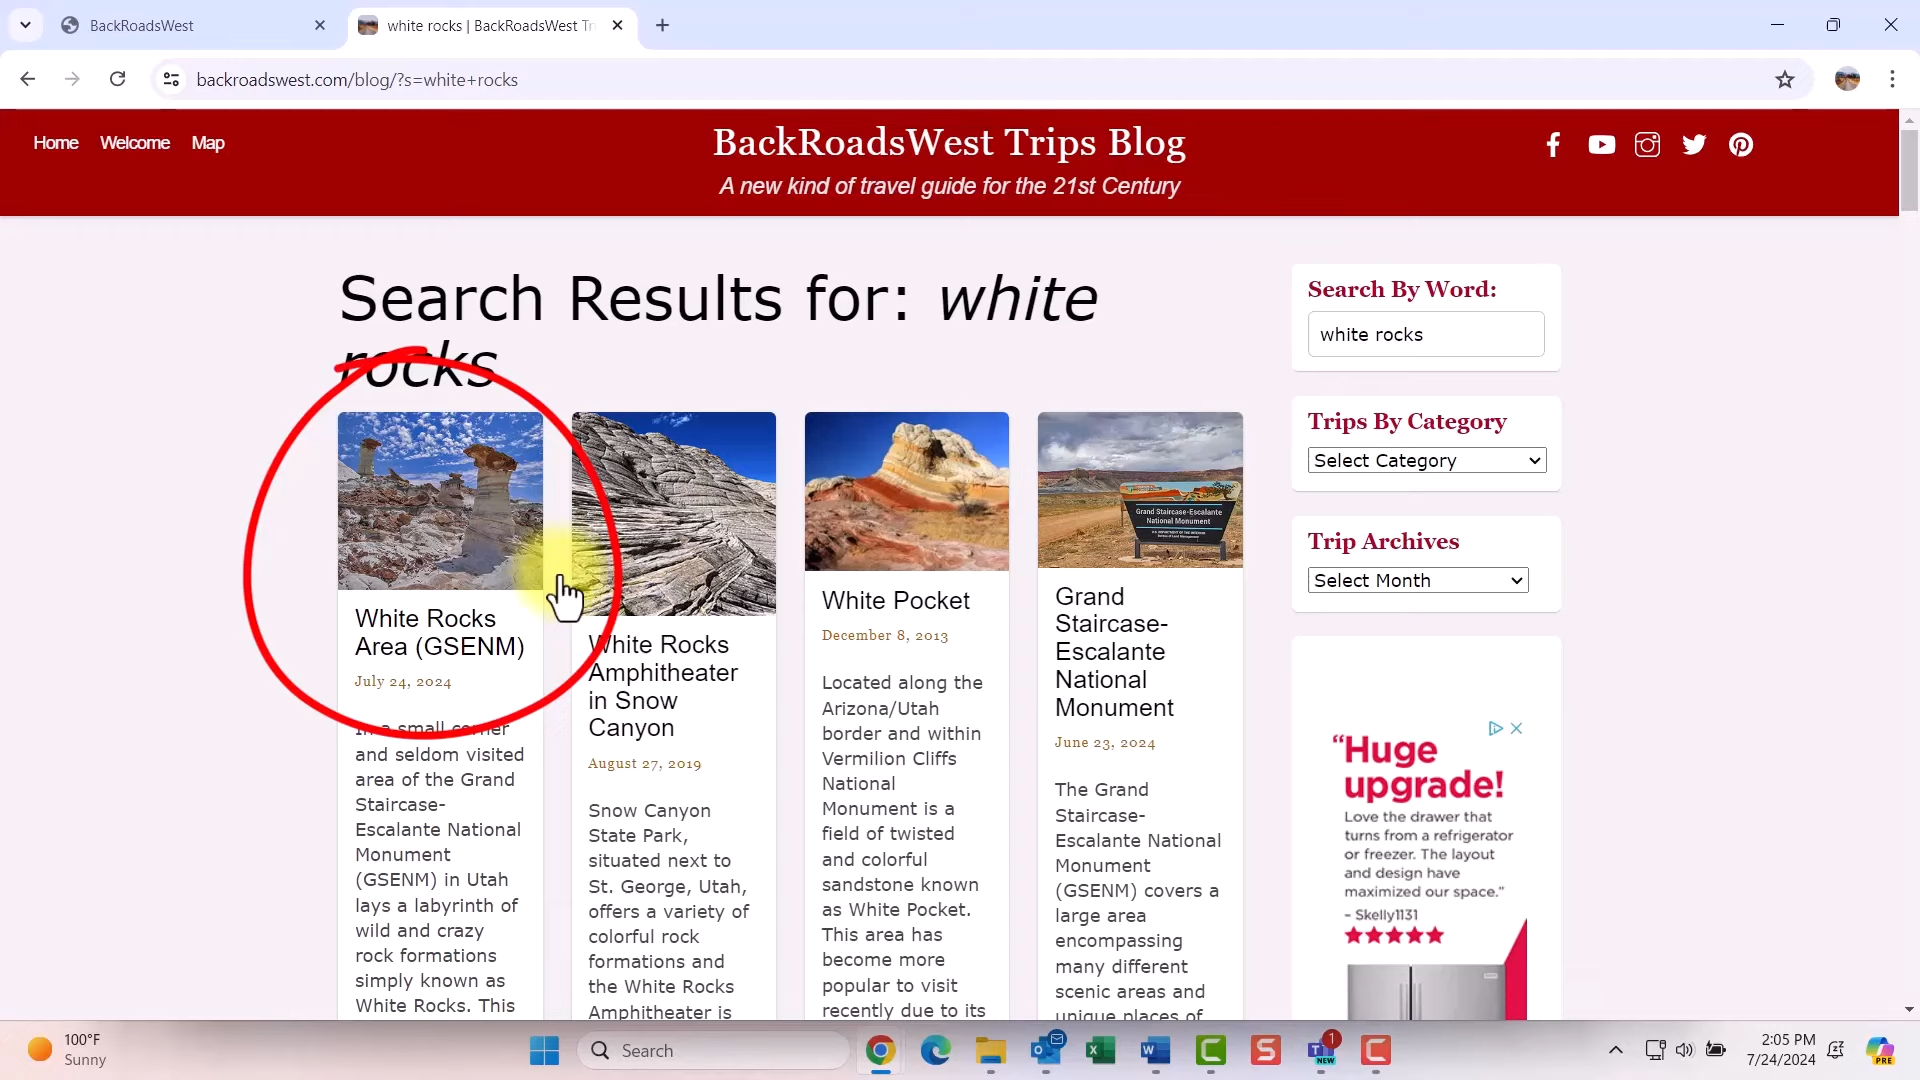 BackRoadsWest
white rocks | BackRoadsWest Tri
backroadswest.com/blog/?s=white+rocks
Home Welcome Map
BackRoadsWest Trips Blog
A new kind of travel guide for the 21st Century
Search Results for: white
rocks
White Rocks
Area (GSENM)
July 24, 2024
In a small corner
and seldom visited
area of the Grand
Staircase-
Escalante National
Monument
(GSENM) in Utah
lays a labyrinth of
wild and crazy
rock formations
simply known as
White Rocks. This
White Rocks
Amphitheater
in Snow
Canyon
August 27, 2019
Snow Canyon
State Park,
situated next to
St. George, Utah,
offers a variety of
colorful rock
formations and
the White Rocks
Amphitheater is
White Pocket
December 8, 2013
Located along the
Arizona/Utah
border and within
Vermilion Cliffs
National
Monument is a
field of twisted
and colorful
sandstone known
as White Pocket.
This area has
become more
popular to visit
recently due to its
Grand Staircase-Escalante
National Monument
Grand
Staircase-
Escalante
National
Monument
June 23, 2024
The Grand
Staircase-
Escalante National
Monument
(GSENM) covers a
large area
encompassing
many different
scenic areas and
unique places of
Search By Word:
white rocks
Trips By Category
Select Category
Trip Archives
Select Month
"Huge
upgrade!
Love the drawer that
turns from a refrigerator
or freezer. The layout
and design have
maximized our space."
– Skelly1131
100°F
Sunny
Search
1
NEW
2:05 PM
7/24/2024
PRE